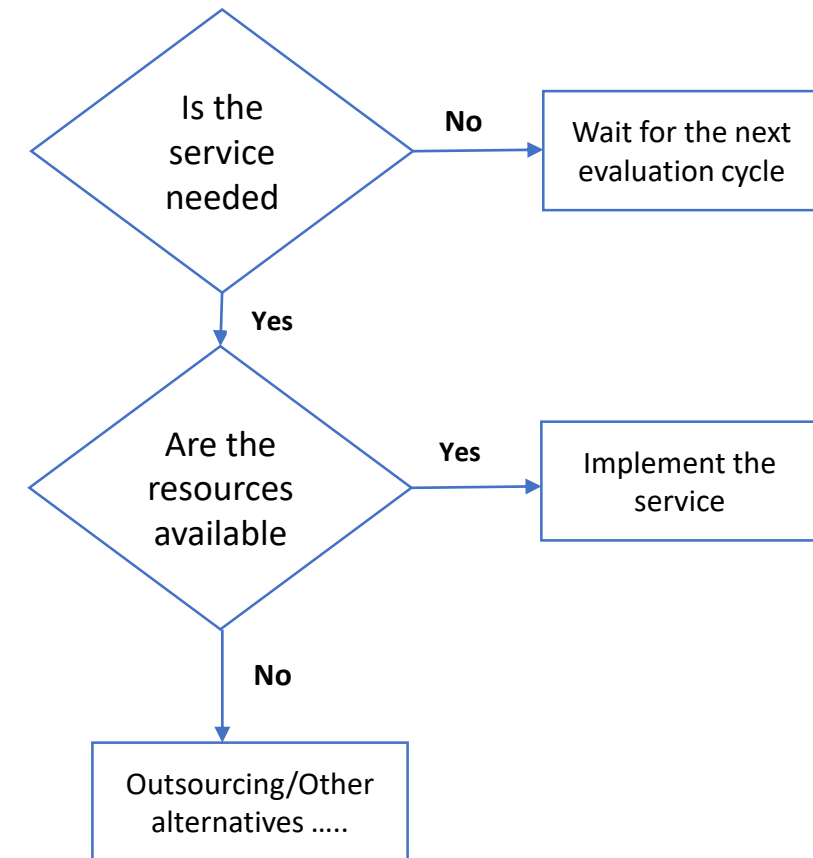 Is the
service
needed
No
Wait for the next
evaluation cycle
Yes
Are the
resources
available
Yes
Implement the
service
No
Outsourcing/Other
alternatives …..